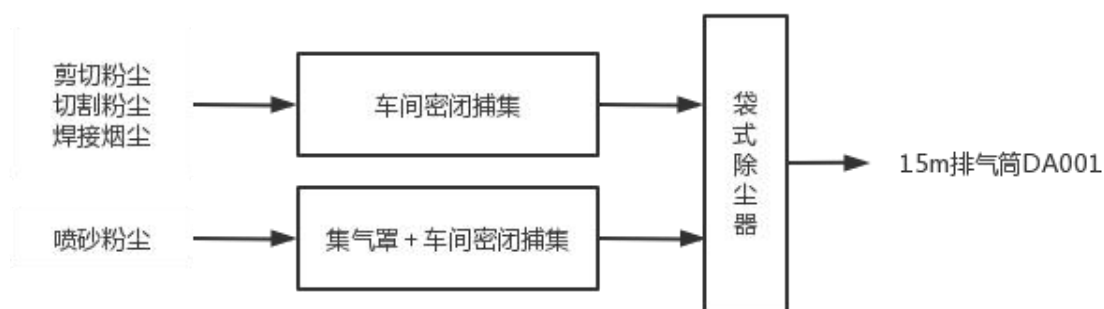 剪切粉尘
切割粉尘
焊接烟尘
车间密闭捕集
喷砂粉尘
集气罩+车间密闭捕集
袋式除尘器
15m排气筒DA001